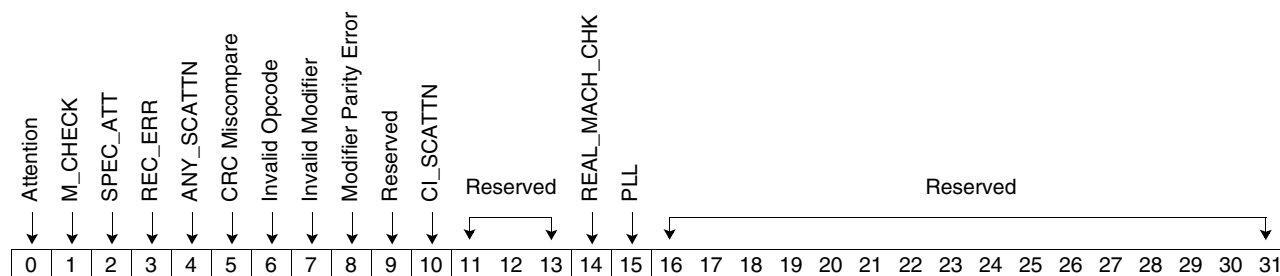 Attention
M_CHECK
SPEC_ATT
REC_ERR
ANY_SCATTN
CRC Miscompare
Invalid Opcode
Invalid Modifier
Modifier Parity Error
Reserved
CI_SCATTN
Reserved
REAL_MACH_CHK
PLL
Reserved
0 1 2 3 4 5 6 7 8 9 10 11 12 13 14 15 16 17 18 19 20 21 22 23 24 25 26 27 28 29 30 31